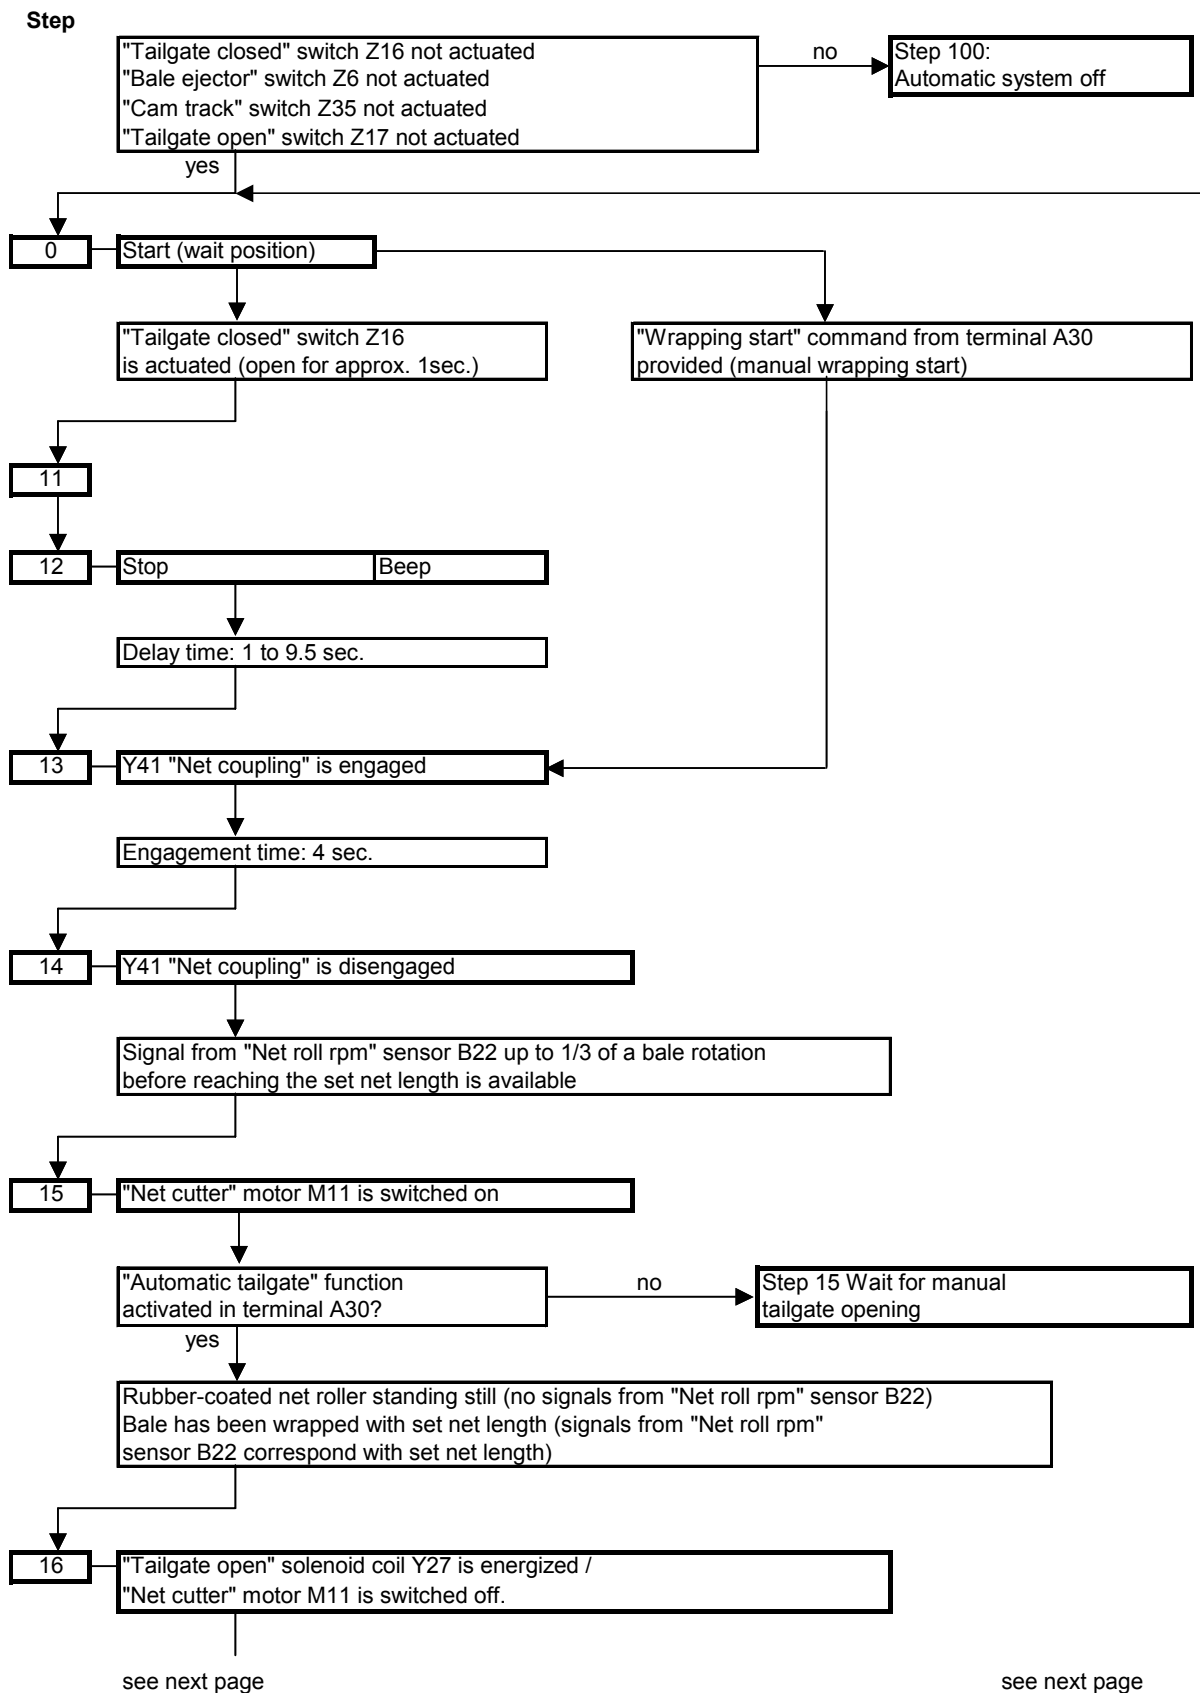 Step
"Tailgate closed" switch Z16 not actuated
"Bale ejector" switch Z6 not actuated
"Cam track" switch Z35 not actuated
"Tailgate open" switch Z17 not actuated
no
Step 100:
Automatic system off
yes
0
Start (wait position)
"Tailgate closed" switch Z16
is actuated (open for approx. 1sec.)
"Wrapping start" command from terminal A30
provided (manual wrapping start)
11
12
Stop
Beep
Delay time: 1 to 9.5 sec.
13
Y41 "Net coupling" is engaged
Engagement time: 4 sec.
14
Y41 "Net coupling" is disengaged
Signal from "Net roll rpm" sensor B22 up to 1/3 of a bale rotation
before reaching the set net length is available
15
"Net cutter" motor M11 is switched on
"Automatic tailgate" function
activated in terminal A30?
no
Step 15 Wait for manual
tailgate opening
yes
Rubber-coated net roller standing still (no signals from "Net roll rpm" sensor B22)
Bale has been wrapped with set net length (signals from "Net roll rpm"
sensor B22 correspond with set net length)
16
"Tailgate open" solenoid coil Y27 is energized /
"Net cutter" motor M11 is switched off.
see next page
see next page